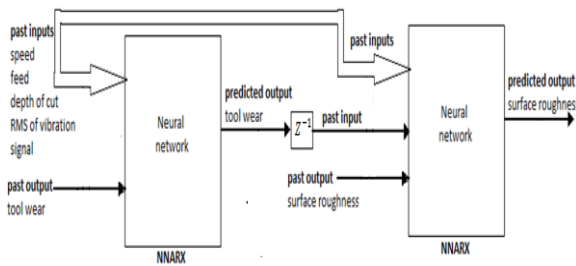 past inputs
speed
feed
depth of cut
RMS of vibration
signal
past output
tool wear
Neural
network
NNARX
predicted output
tool wear
Z⁻¹
past input
past inputs
past output
surface roughness
Neural
network
NNARX
predicted output
surface roughnes